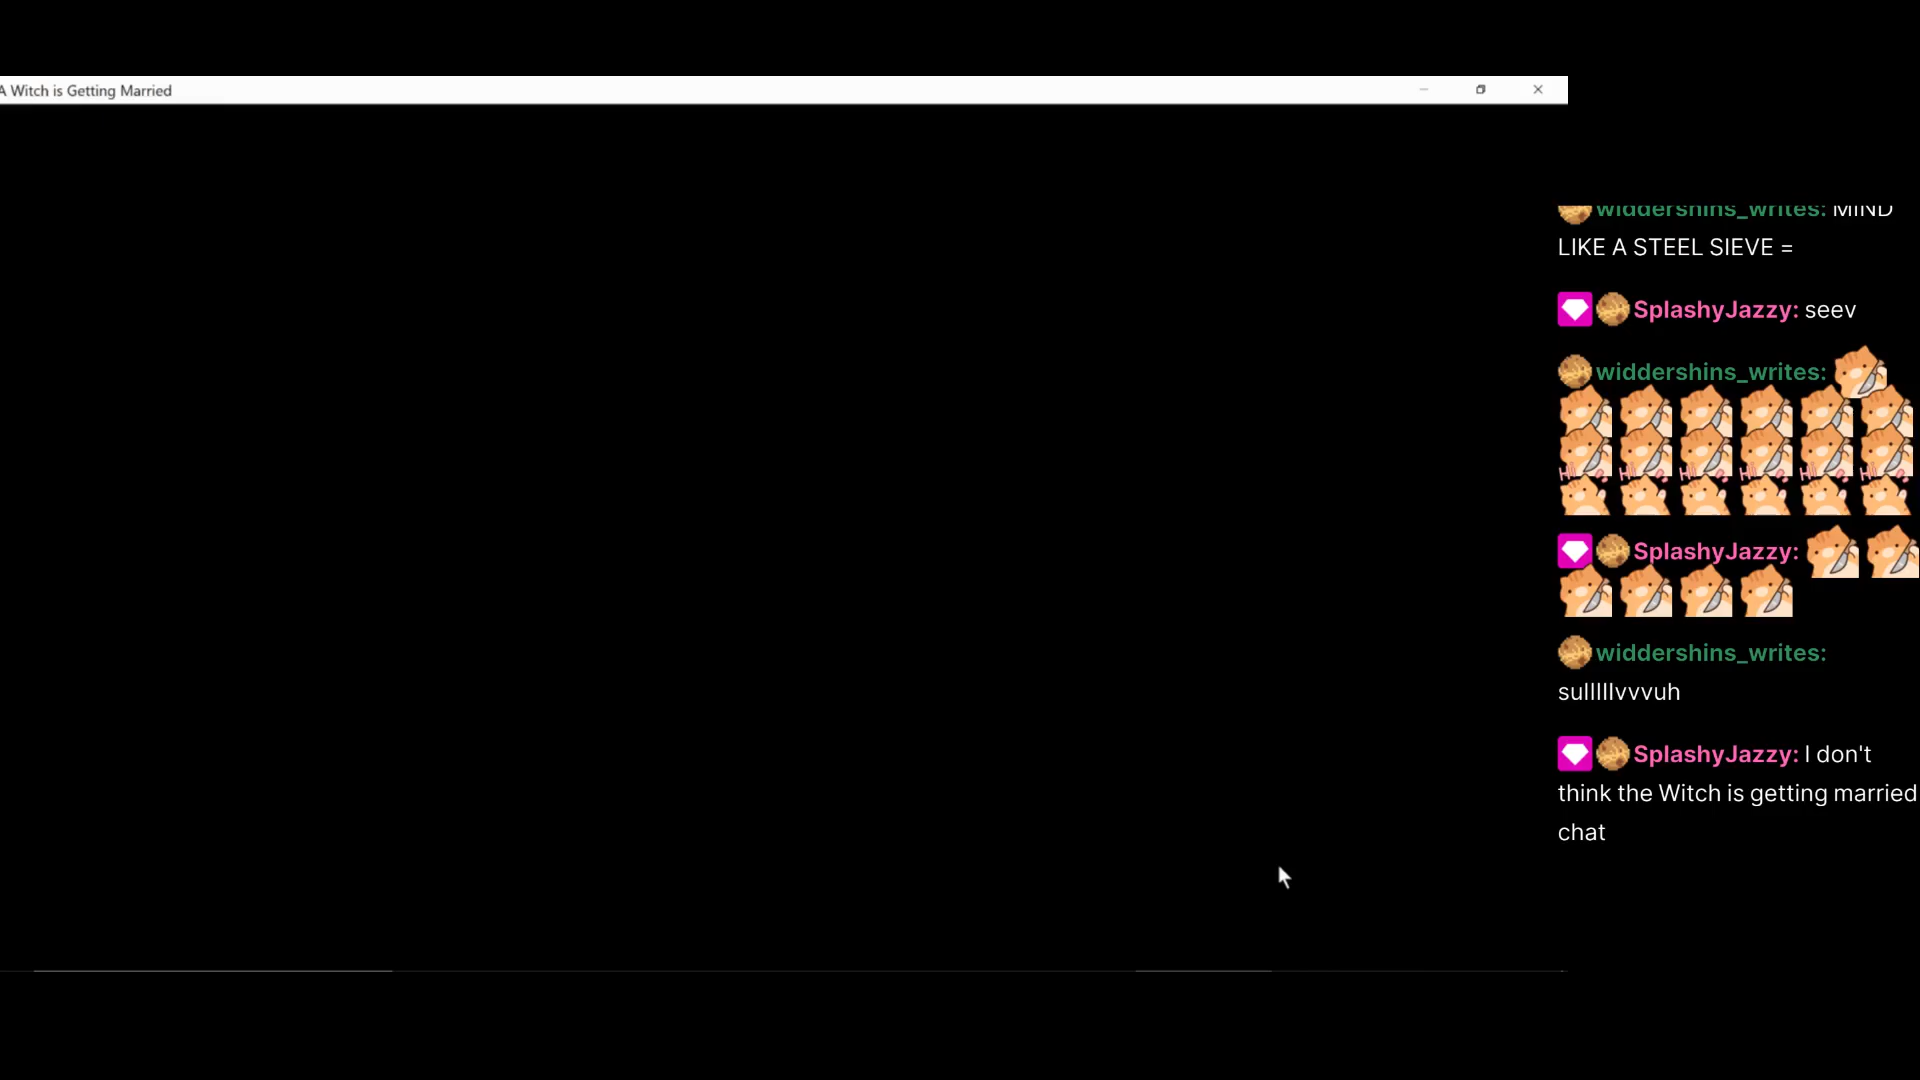 A Witch is Getting Married
widdershins_writes: MIND
LIKE A STEEL SIEVE =
SplashyJazzy: seev
widdershins_writes:
SplashyJazzy:
widdershins_writes:
sulllllvvvuh
SplashyJazzy: I don't
think the Witch is getting married
chat